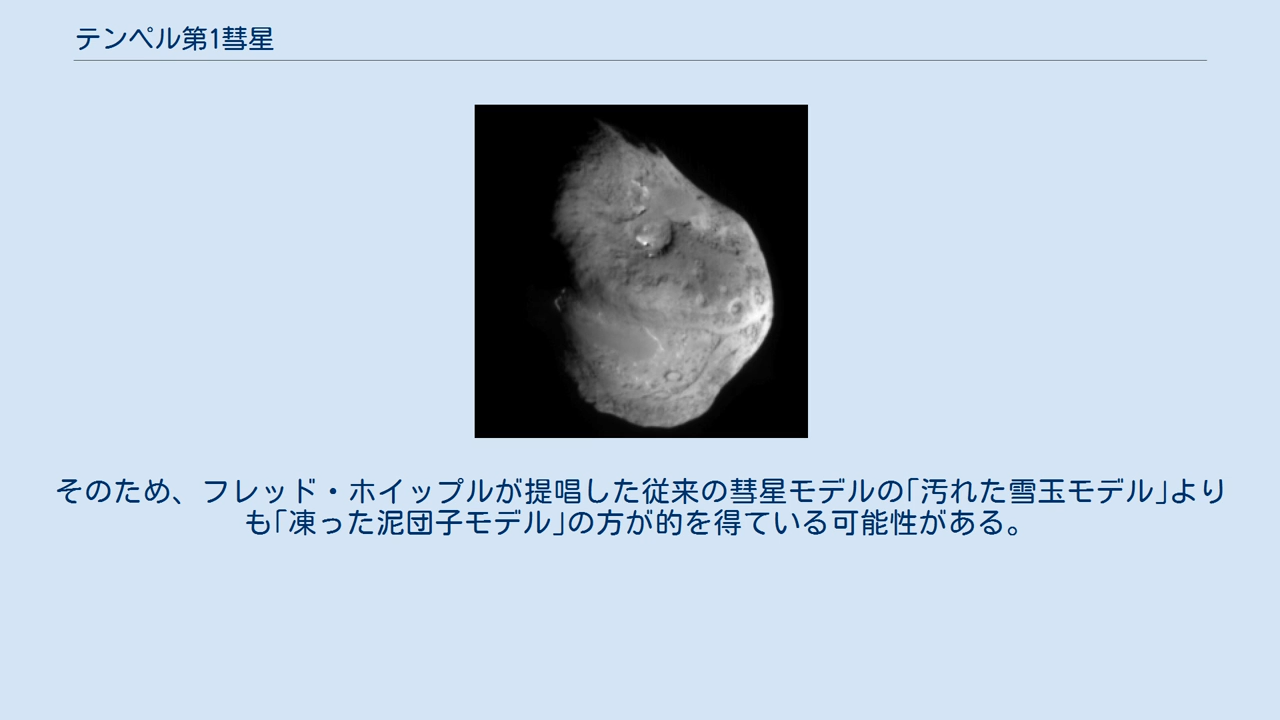 テンペル第1彗星
そのため、フレッド・ホイップルが提唱した従来の彗星モデルの｢汚れた雪玉モデル｣より
も｢凍った泥団子モデル｣の方が的を得ている可能性がある。